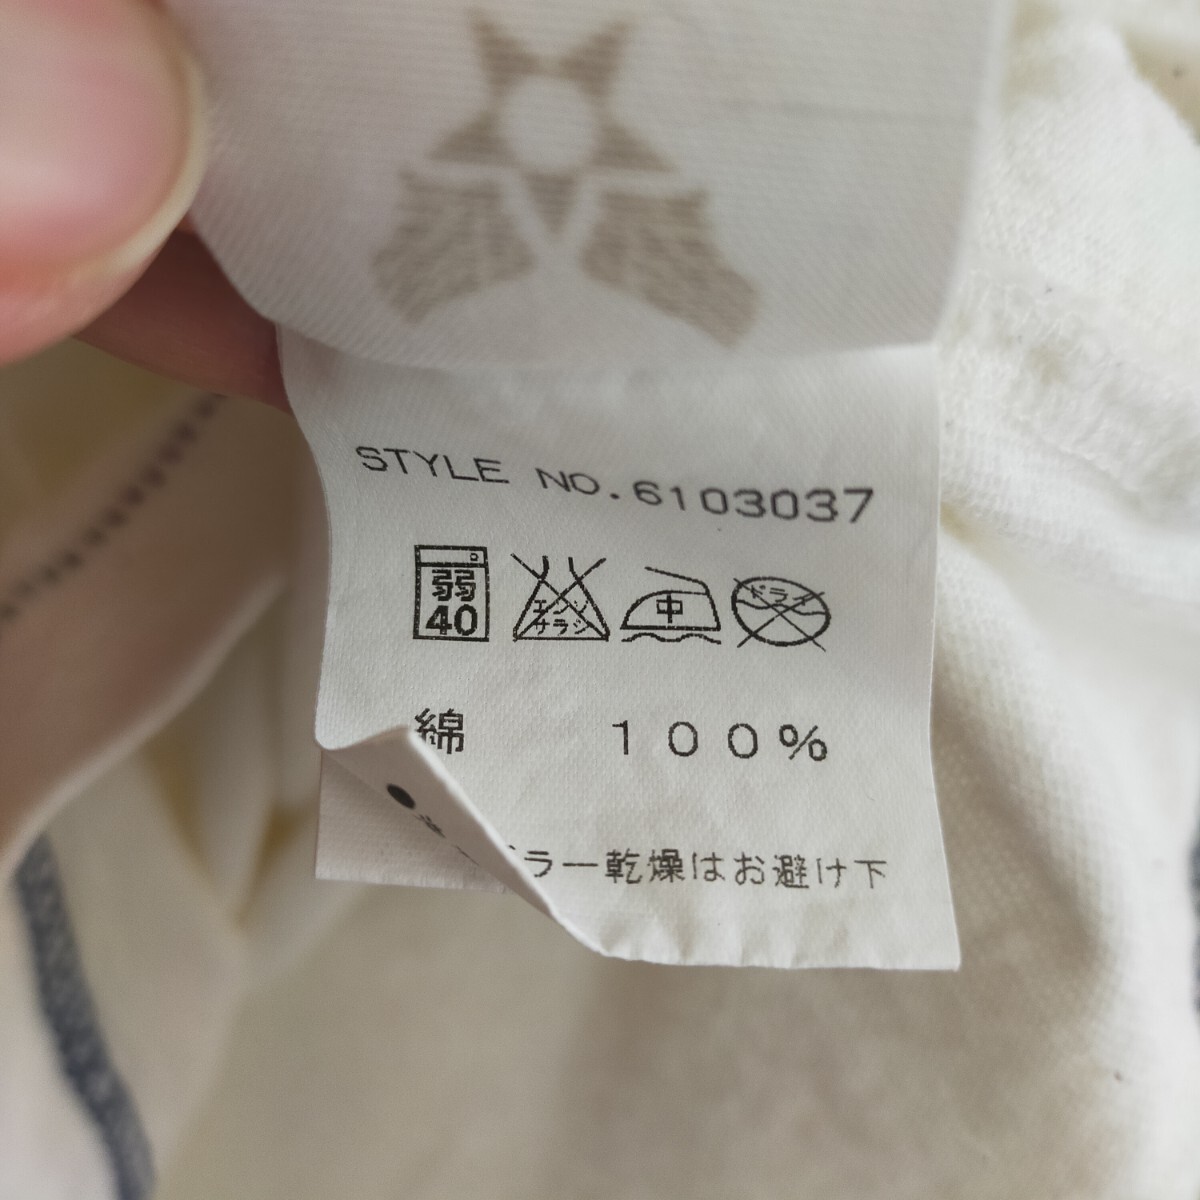 STYLE NO.6103037
弱
40
エンソ
サラシ
中
ドライ
綿 100%
ラー乾燥はお避け下